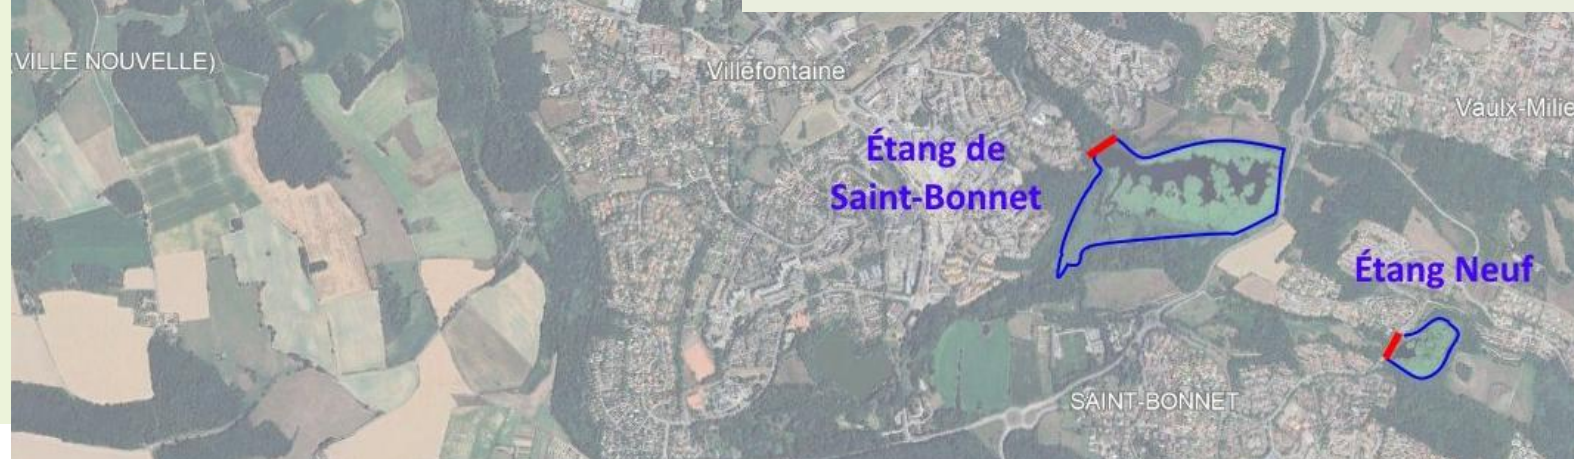 (VILLE NOUVELLE)
Villefontaine
Vaulx-Milie
Étang de
Saint-Bonnet
Étang Neuf
SAINT-BONNET